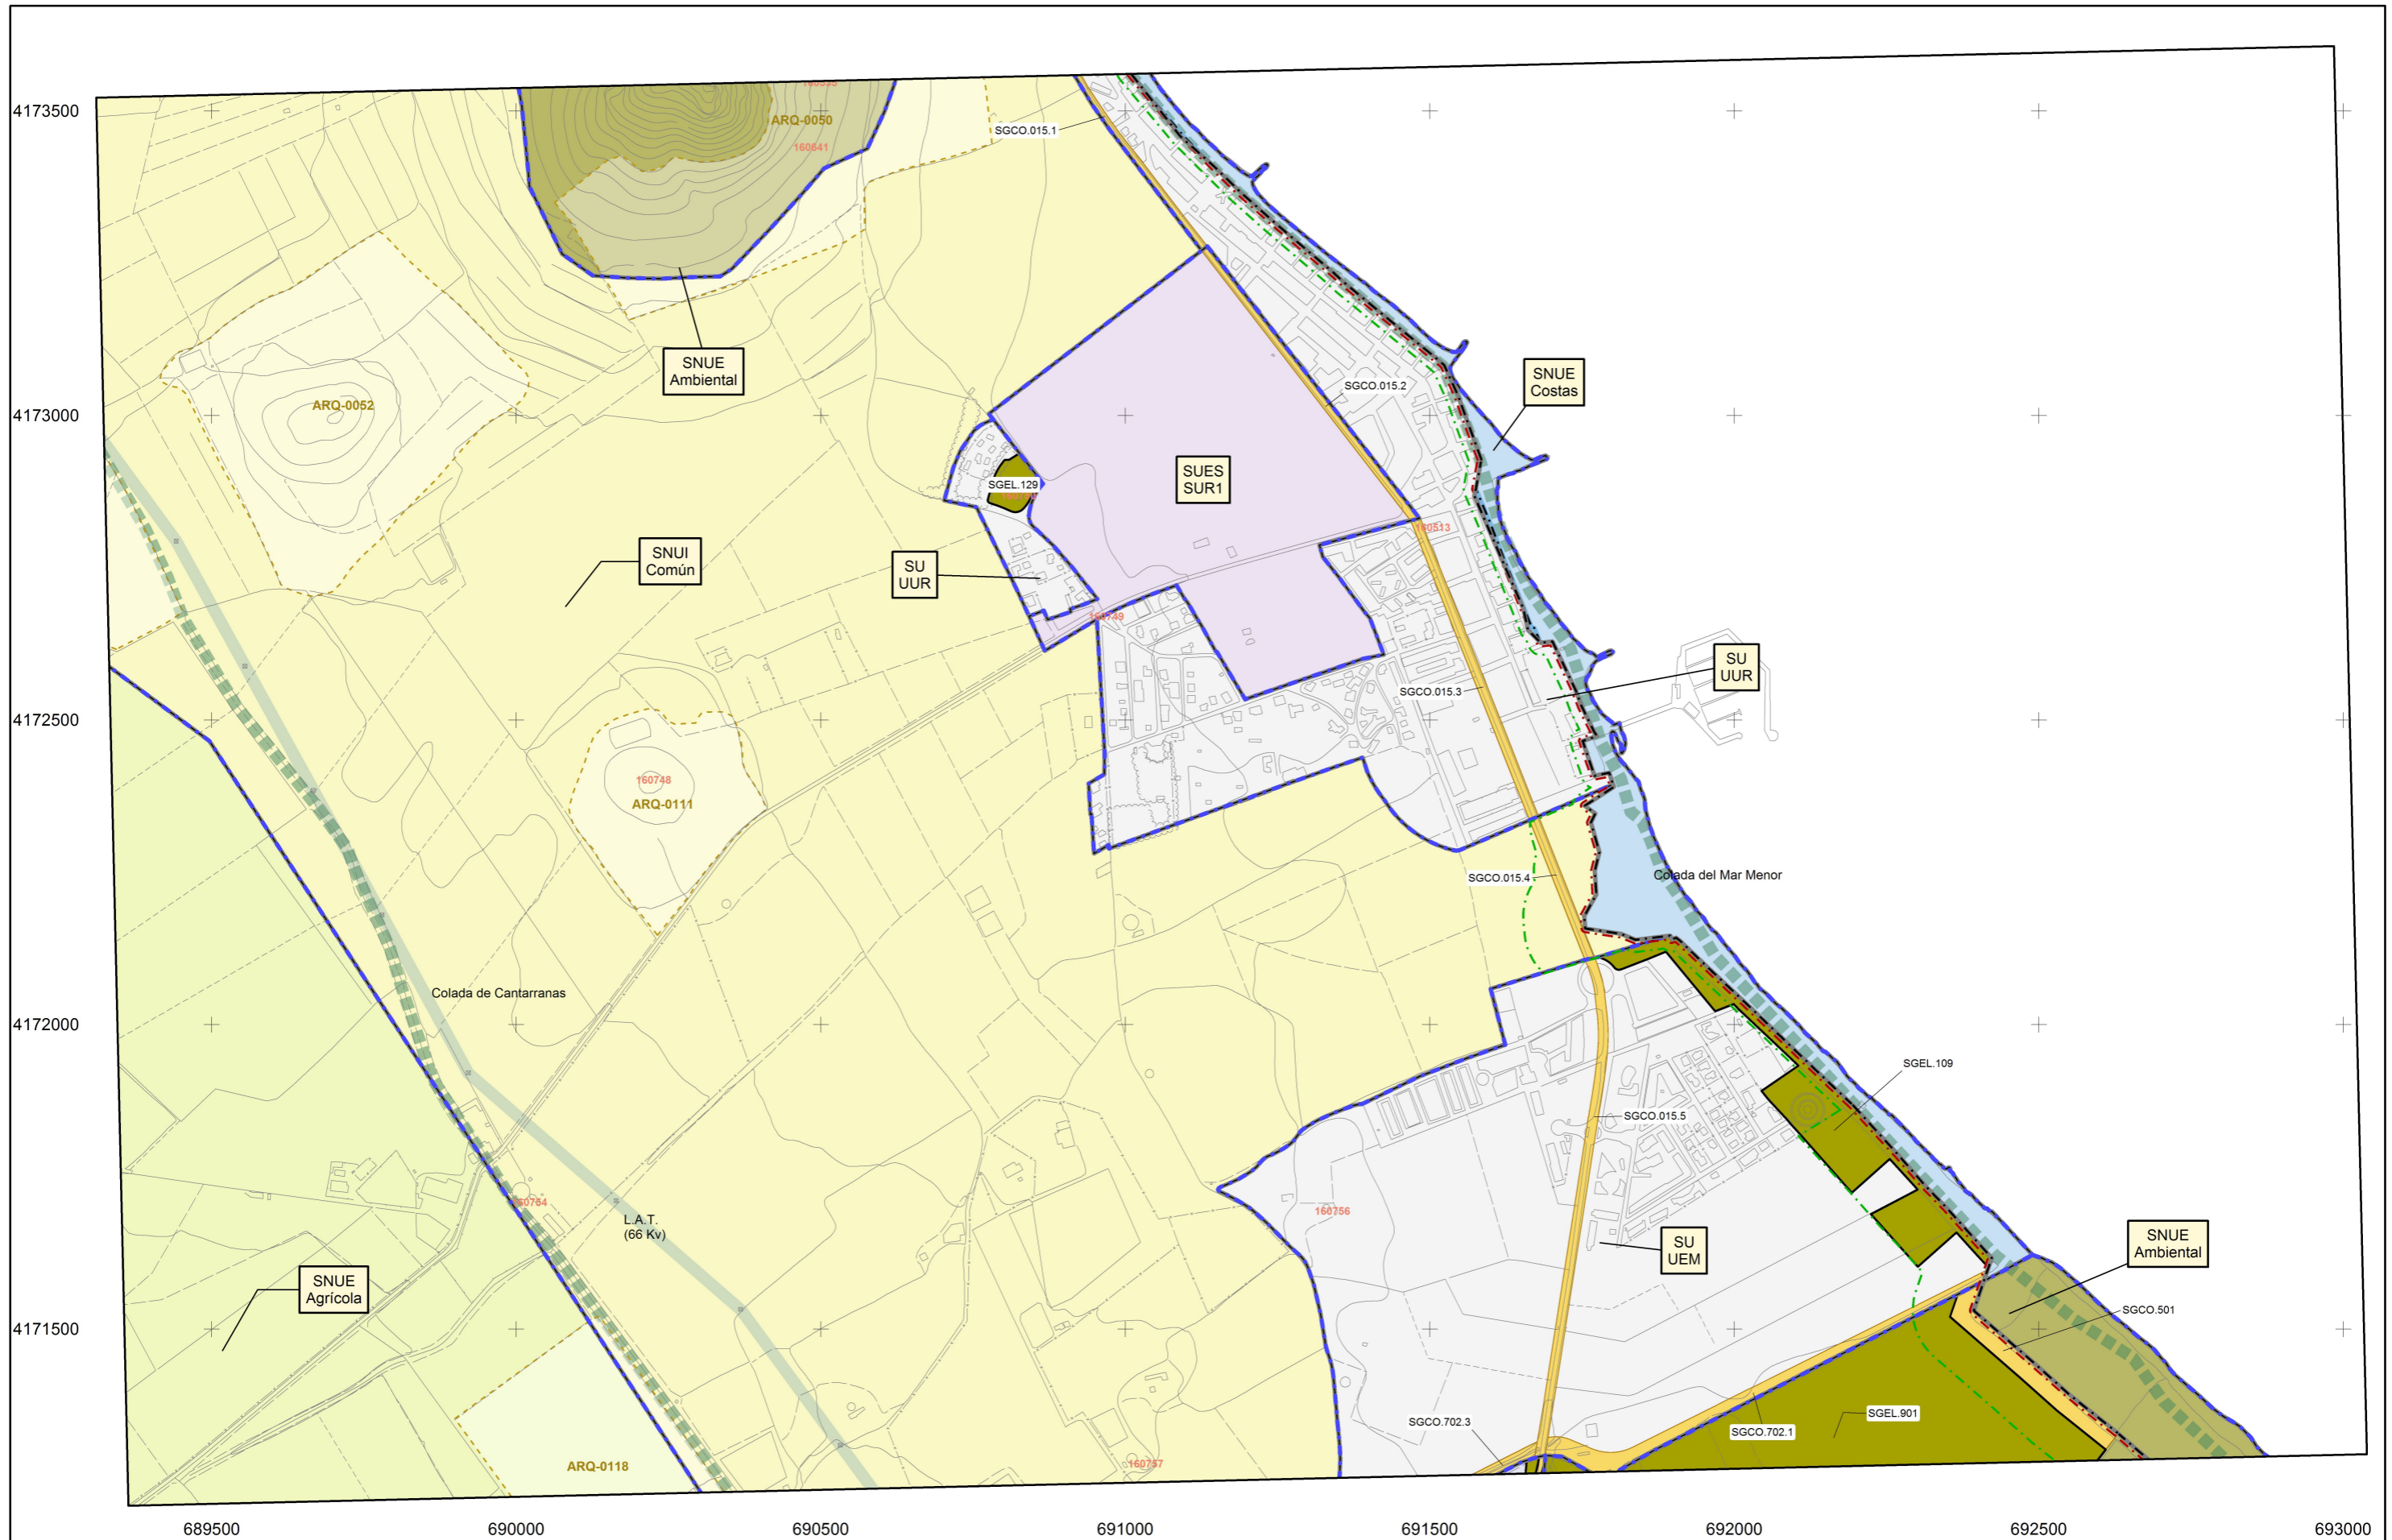 4173500
160595
ARQ-0050
SGCO.015.1
160641
SNUE
Ambiental
SGCO.015.2
SNUE
Costas
4173000
ARQ-0052
SUES
SUR1
SGEL.129
160513
SNUI
Común
SU
UUR
160749
SU
UUR
SGCO.015.3
4172500
160748
ARQ-0111
SGCO.015.4
Colada del Mar Menor
Colada de Cantarranas
4172000
SGEL.109
SGCO.015.5
160754
160756
L.A.T.
(66 Kv)
SU
UEM
SNUE
Ambiental
SNUE
Agrícola
SGCO.501
4171500
SGCO.702.3
SGEL.901
SGCO.702.1
ARQ-0118
160757
689500
690000
690500
691000
691500
692000
692500
693000